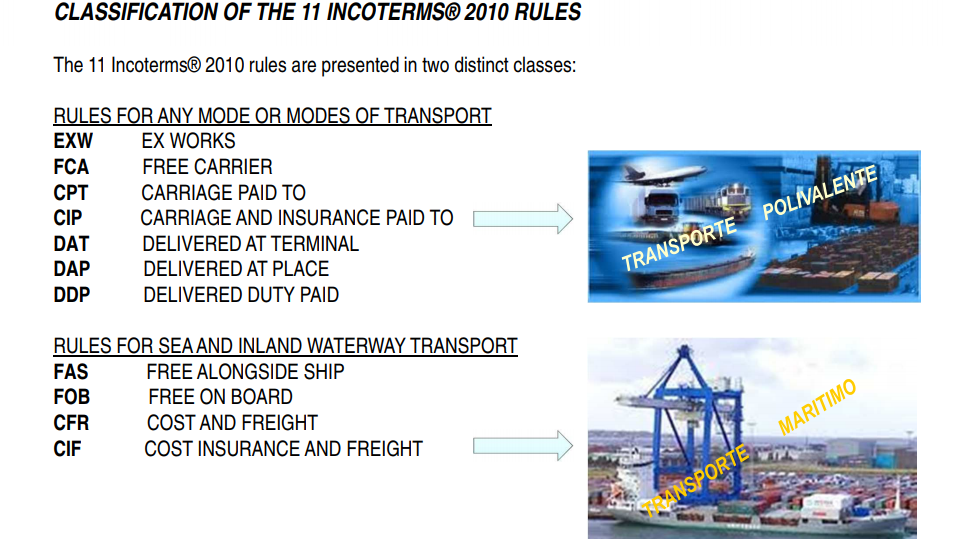 CLASSIFICATION OF THE 11 INCOTERMS® 2010 RULES
The 11 Incoterms® 2010 rules are presented in two distinct classes:
RULES FOR ANY MODE OR MODES OF TRANSPORT
EXW EX WORKS
FCA FREE CARRIER
CPT CARRIAGE PAID TO
CIP CARRIAGE AND INSURANCE PAID TO
DAT DELIVERED AT TERMINAL
DAP DELIVERED AT PLACE
DDP DELIVERED DUTY PAID
TRANSPORTE POLIVALENTE
RULES FOR SEA AND INLAND WATERWAY TRANSPORT
FAS FREE ALONGSIDE SHIP
FOB FREE ON BOARD
CFR COST AND FREIGHT
CIF COST INSURANCE AND FREIGHT
TRANSPORTE MARITIMO